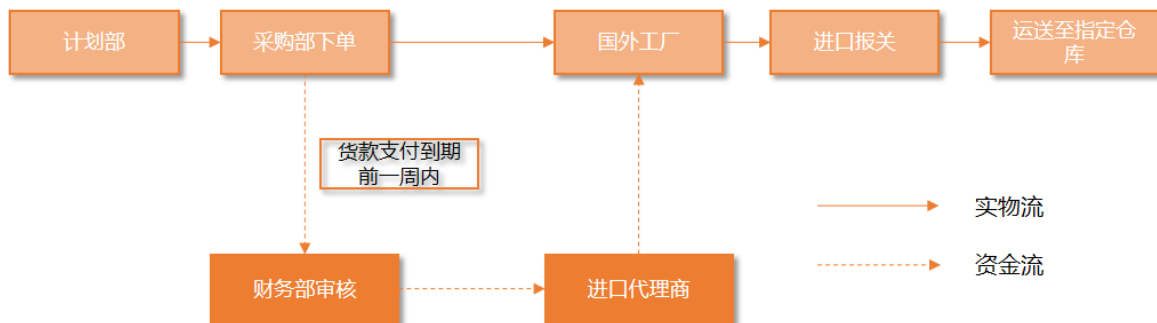 计划部
采购部下单
国外工厂
进口报关
运送至指定仓
库
货款支付到期
前一周内
实物流
资金流
财务部审核
进口代理商